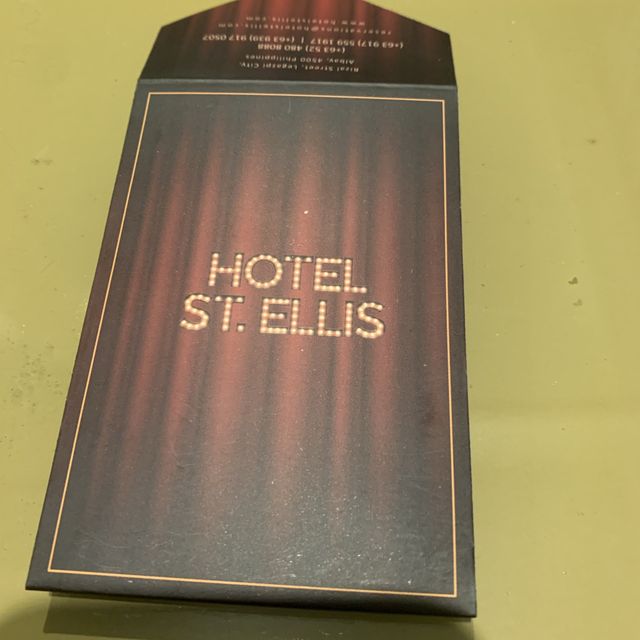 HOTEL
ST. ELLIS
Rizal Street, Legazpi City,
Albay, 4500 Philippines
(+63 52) 480 8088
(+63 917) 559 1917 | (+63 939) 917 0507
reservations@hotelstellis.com
www.hotelstellis.com